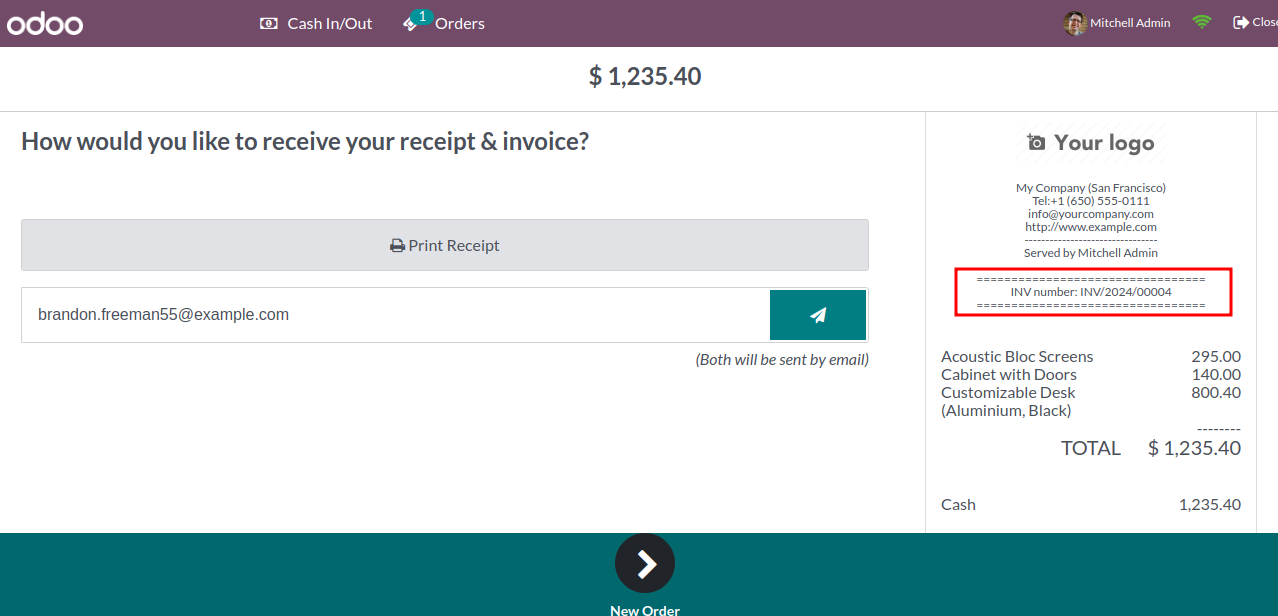 odoo
Cash In/Out
1
Orders
Mitchell Admin
Close
$ 1,235.40
How would you like to receive your receipt & invoice?
Print Receipt
brandon.freeman55@example.com
(Both will be sent by email)
Your logo
My Company (San Francisco)
Tel:+1 (650) 555-0111
info@yourcompany.com
http://www.example.com
--------------------------------
Served by Mitchell Admin
=================================
INV number: INV/2024/00004
=================================
Acoustic Bloc Screens 295.00
Cabinet with Doors 140.00
Customizable Desk 800.40
(Aluminium, Black)
--------
TOTAL $ 1,235.40
Cash 1,235.40
New Order